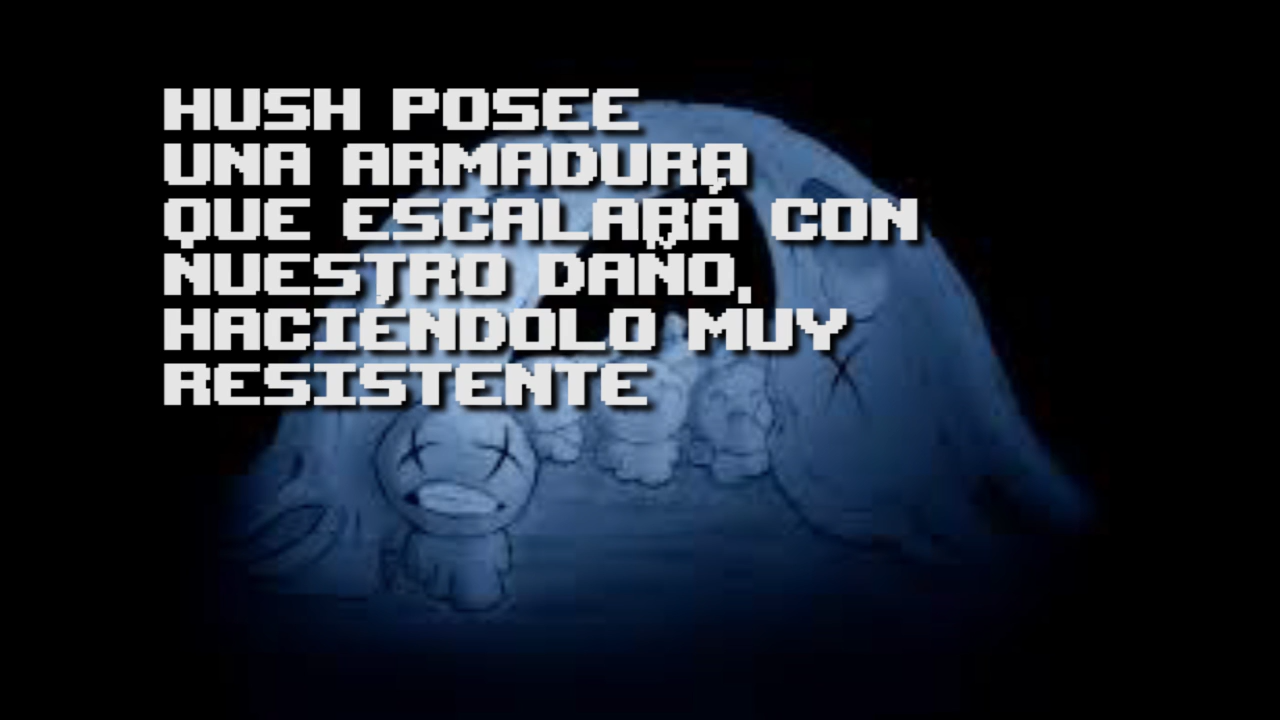 HUSH POSEE
UNA ARMADURA
QUE ESCALARÁ CON
NUESTRO DAÑO,
HACIÉNDOLO MUY
RESISTENTE